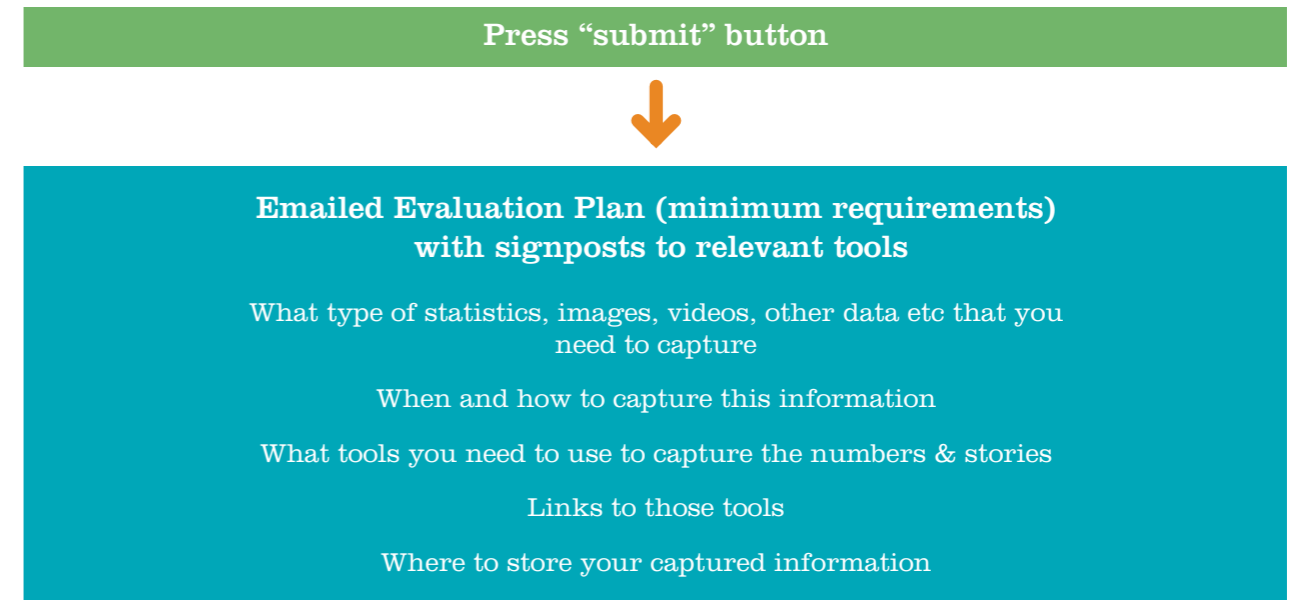 Press “submit” button
Emailed Evaluation Plan (minimum requirements)
with signposts to relevant tools
What type of statistics, images, videos, other data etc that you
need to capture
When and how to capture this information
What tools you need to use to capture the numbers & stories
Links to those tools
Where to store your captured information